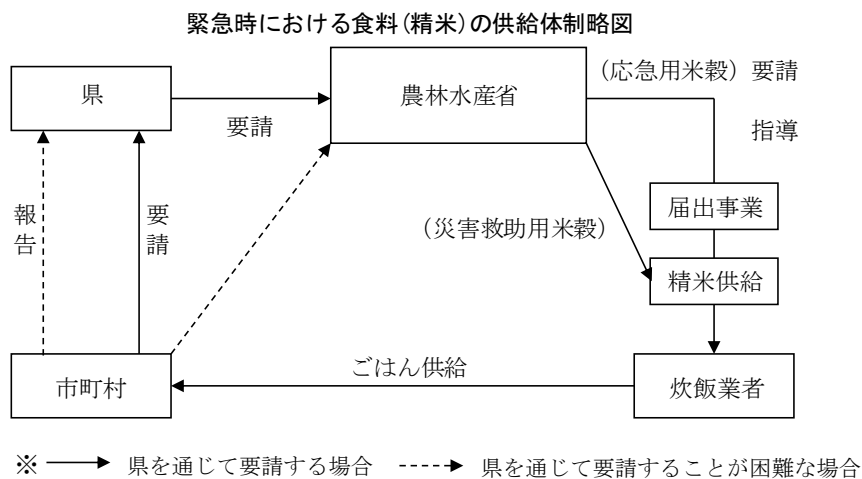 緊急時における食料(精米)の供給体制略図
県
要請
農林水産省
(応急用米穀)要請
指導
報告
要請
(災害救助用米穀)
届出事業
精米供給
市町村
ごはん供給
炊飯業者
※ 県を通じて要請する場合 県を通じて要請することが困難な場合